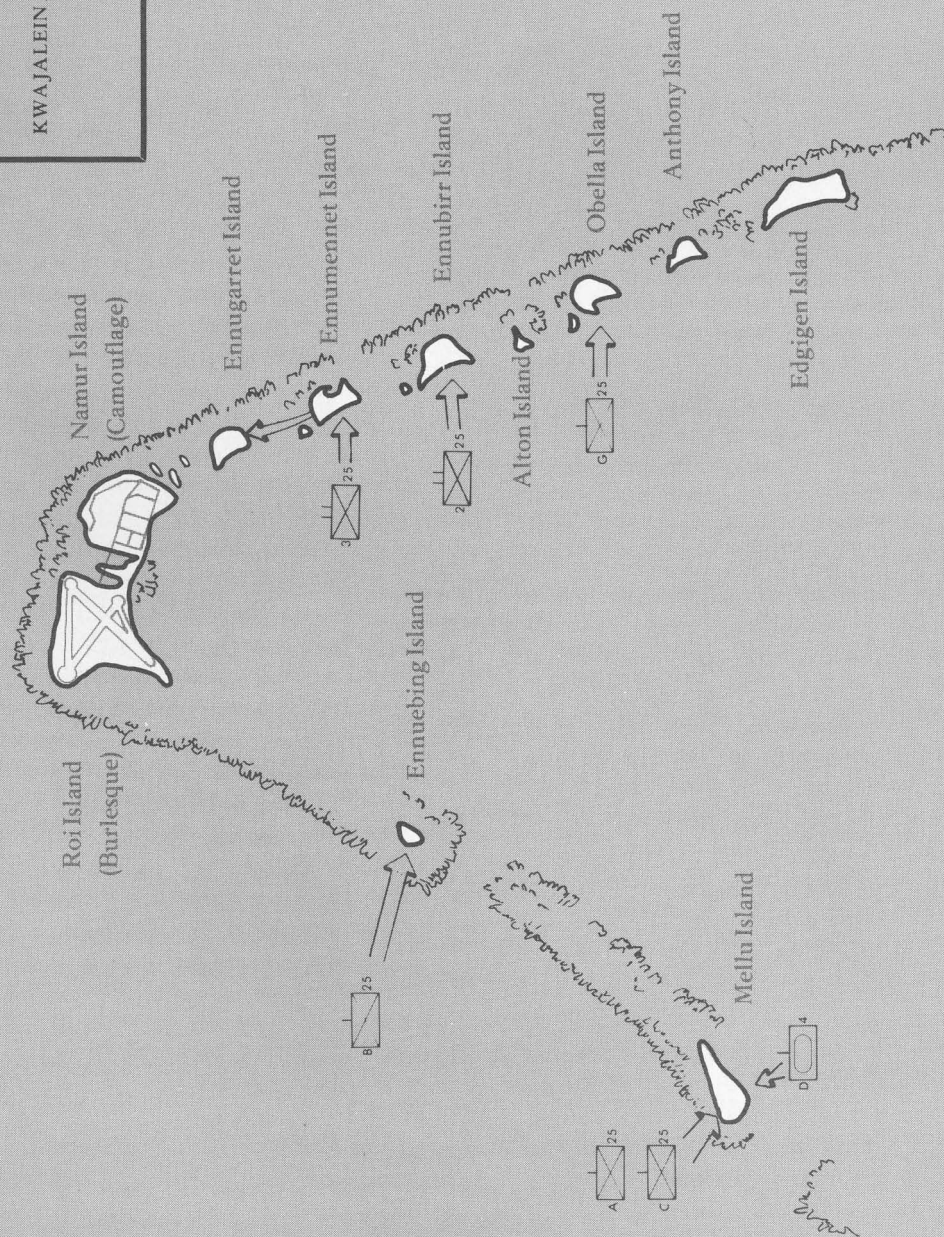 KWAJALEIN
Namur Island
(Camouflage)
Roi Island
(Burlesque)
Ennugarret Island
Ennumennet Island
3 25
Ennubirr Island
2 25
Alton Island
Obella Island
G 25
Anthony Island
Edgigen Island
Ennuebing Island
B 25
Mellu Island
A 25
C 25
D 4